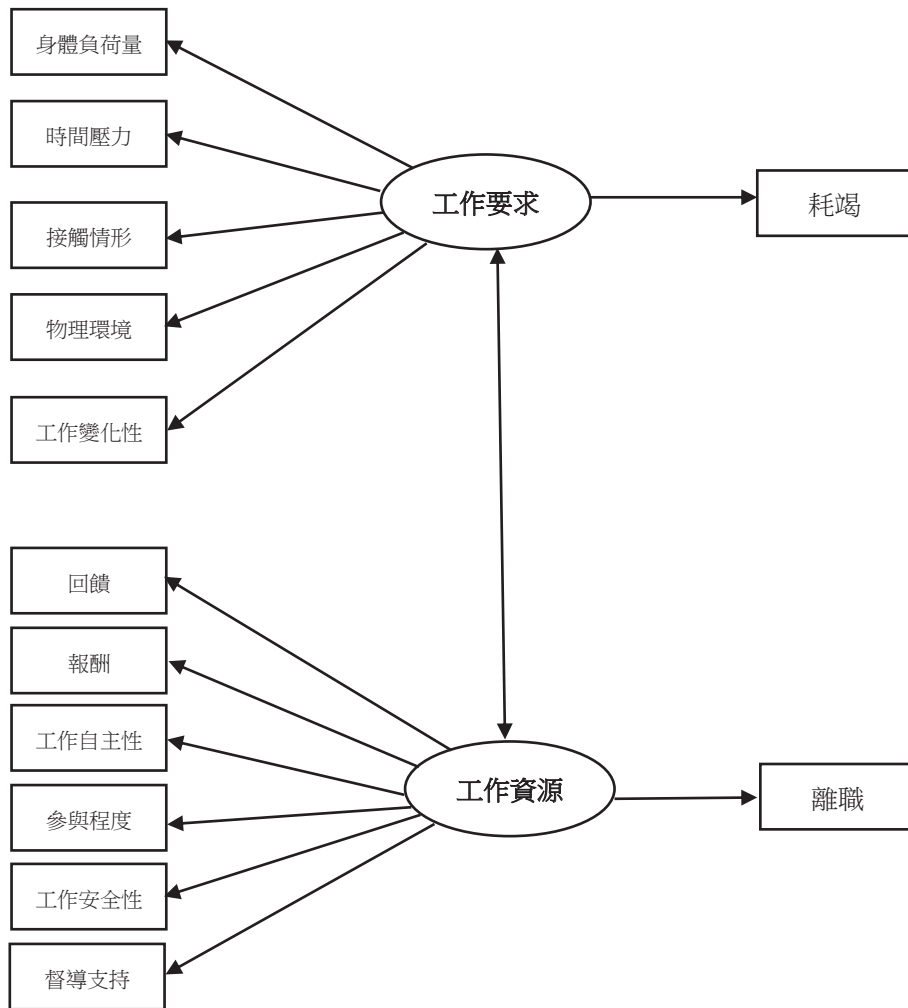 身體負荷量
時間壓力
接觸情形
物理環境
工作變化性
工作要求
耗竭
回饋
報酬
工作自主性
參與程度
工作安全性
督導支持
工作資源
離職